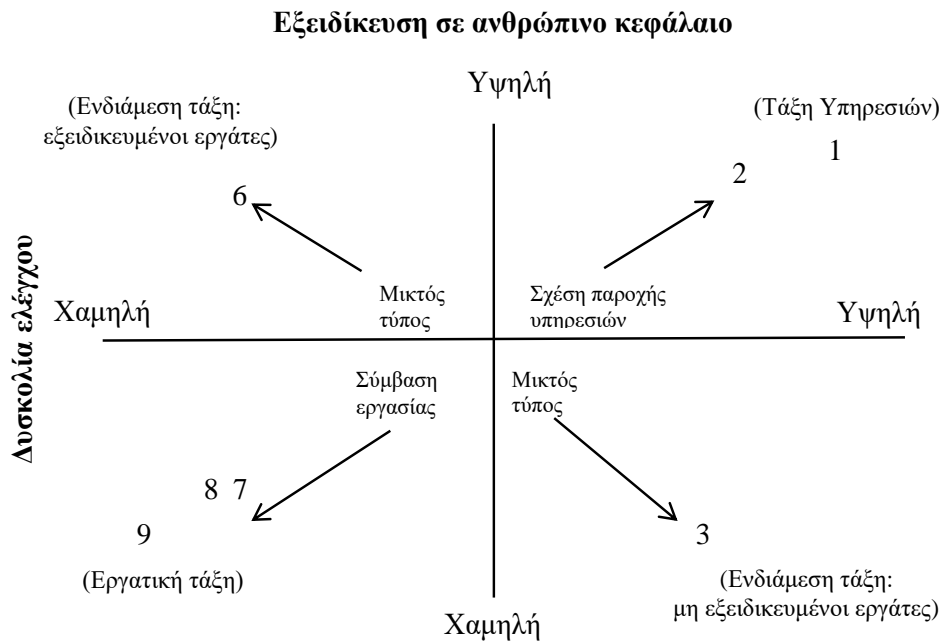 Εξειδίκευση σε ανθρώπινο κεφάλαιο
Υψηλή
(Ενδιάμεση τάξη:
εξειδικευμένοι εργάτες)
(Τάξη Υπηρεσιών)
1
2
6
Δυσκολία ελέγχου
Χαμηλή
Μικτός
τύπος
Σχέση παροχής
υπηρεσιών
Υψηλή
Σύμβαση
εργασίας
Μικτός
τύπος
8 7
9
3
(Εργατική τάξη)
(Ενδιάμεση τάξη:
μη εξειδικευμένοι εργάτες)
Χαμηλή